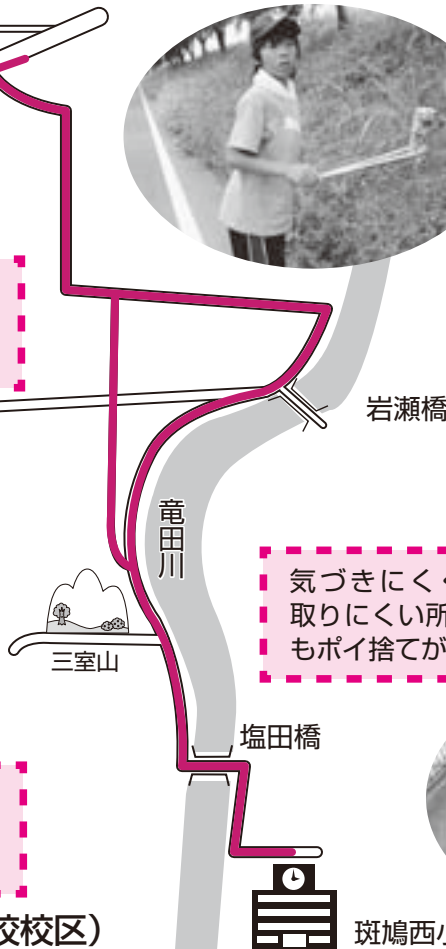 岩瀬橋
竜田川
気づきにくく
取りにくい所
もポイ捨てが
三室山
塩田橋
校校区）
斑鳩西小